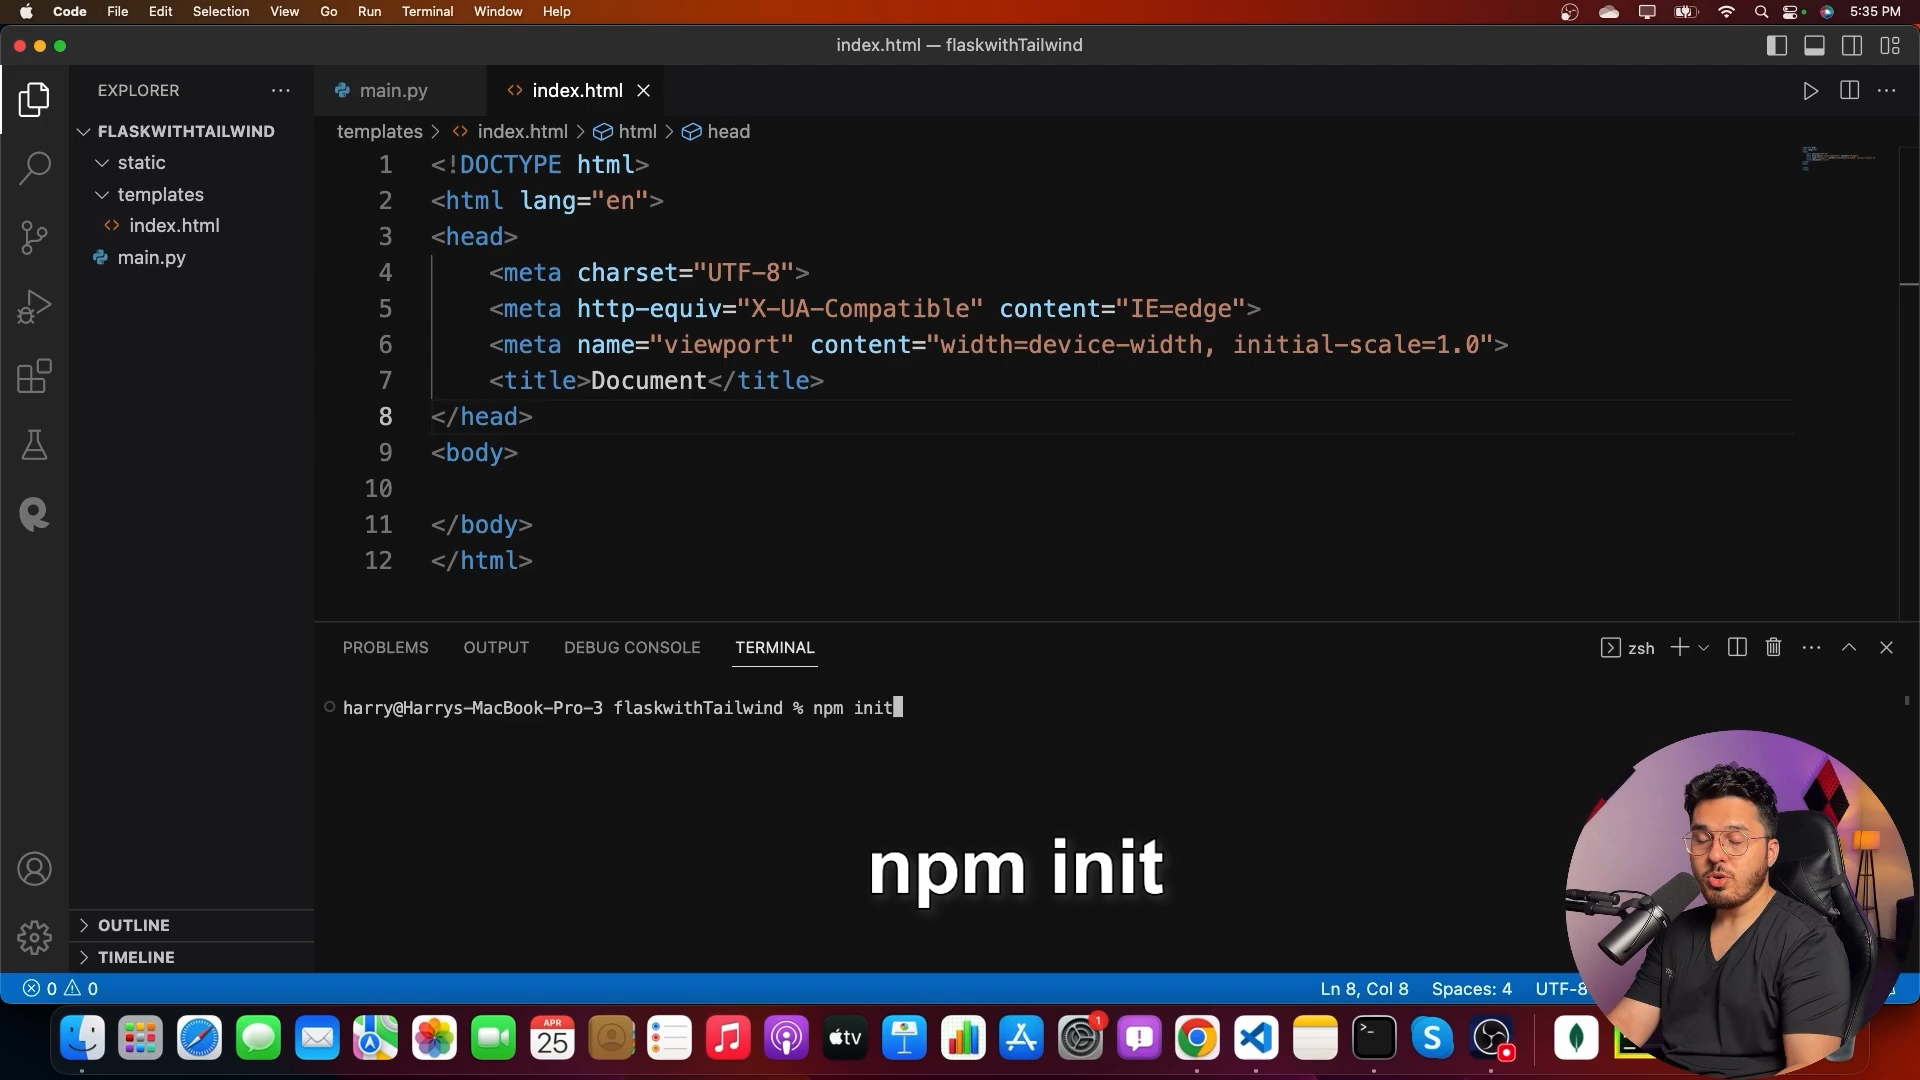 Code File Edit Selection View Go Run Terminal Window Help 5:35 PM
index.html — flaskwithTailwind
EXPLORER
main.py index.html
FLASKWITHTAILWIND
static
templates
index.html
main.py
templates > index.html > html > head
1 <!DOCTYPE html>
2 <html lang="en">
3 <head>
4 <meta charset="UTF-8">
5 <meta http-equiv="X-UA-Compatible" content="IE=edge">
6 <meta name="viewport" content="width=device-width, initial-scale=1.0">
7 <title>Document</title>
8 </head>
9 <body>
10
11 </body>
12 </html>
PROBLEMS OUTPUT DEBUG CONSOLE TERMINAL zsh
harry@Harrys-MacBook-Pro-3 flaskwithTailwind % npm init
npm init
OUTLINE
TIMELINE
0 0 Ln 8, Col 8 Spaces: 4 UTF-8
APR
25
tv
1
S